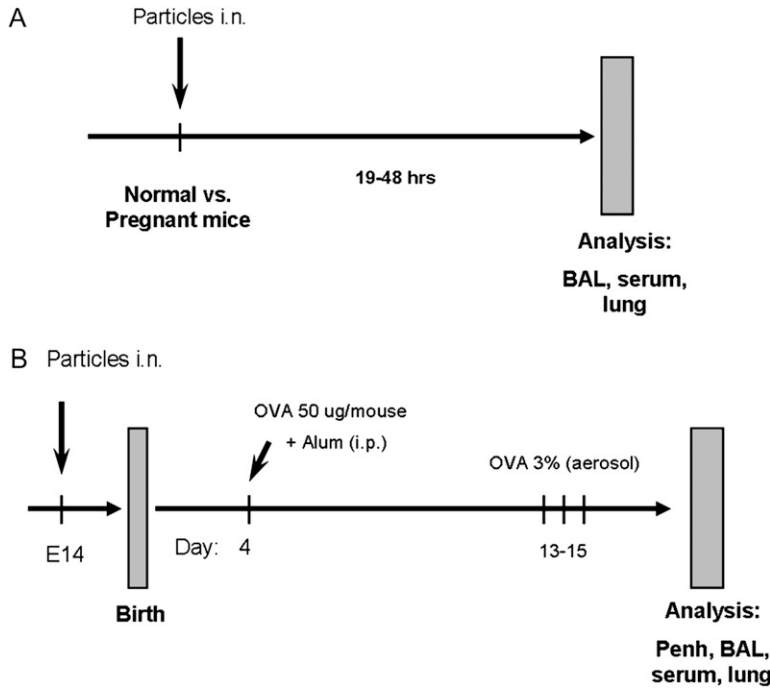 A
Particles i.n.
19-48 hrs
Normal vs.
Pregnant mice
Analysis:
BAL, serum,
lung
B
Particles i.n.
OVA 50 ug/mouse
+ Alum (i.p.)
OVA 3% (aerosol)
E14
Day: 4
13-15
Birth
Analysis:
Penh, BAL,
serum, lung